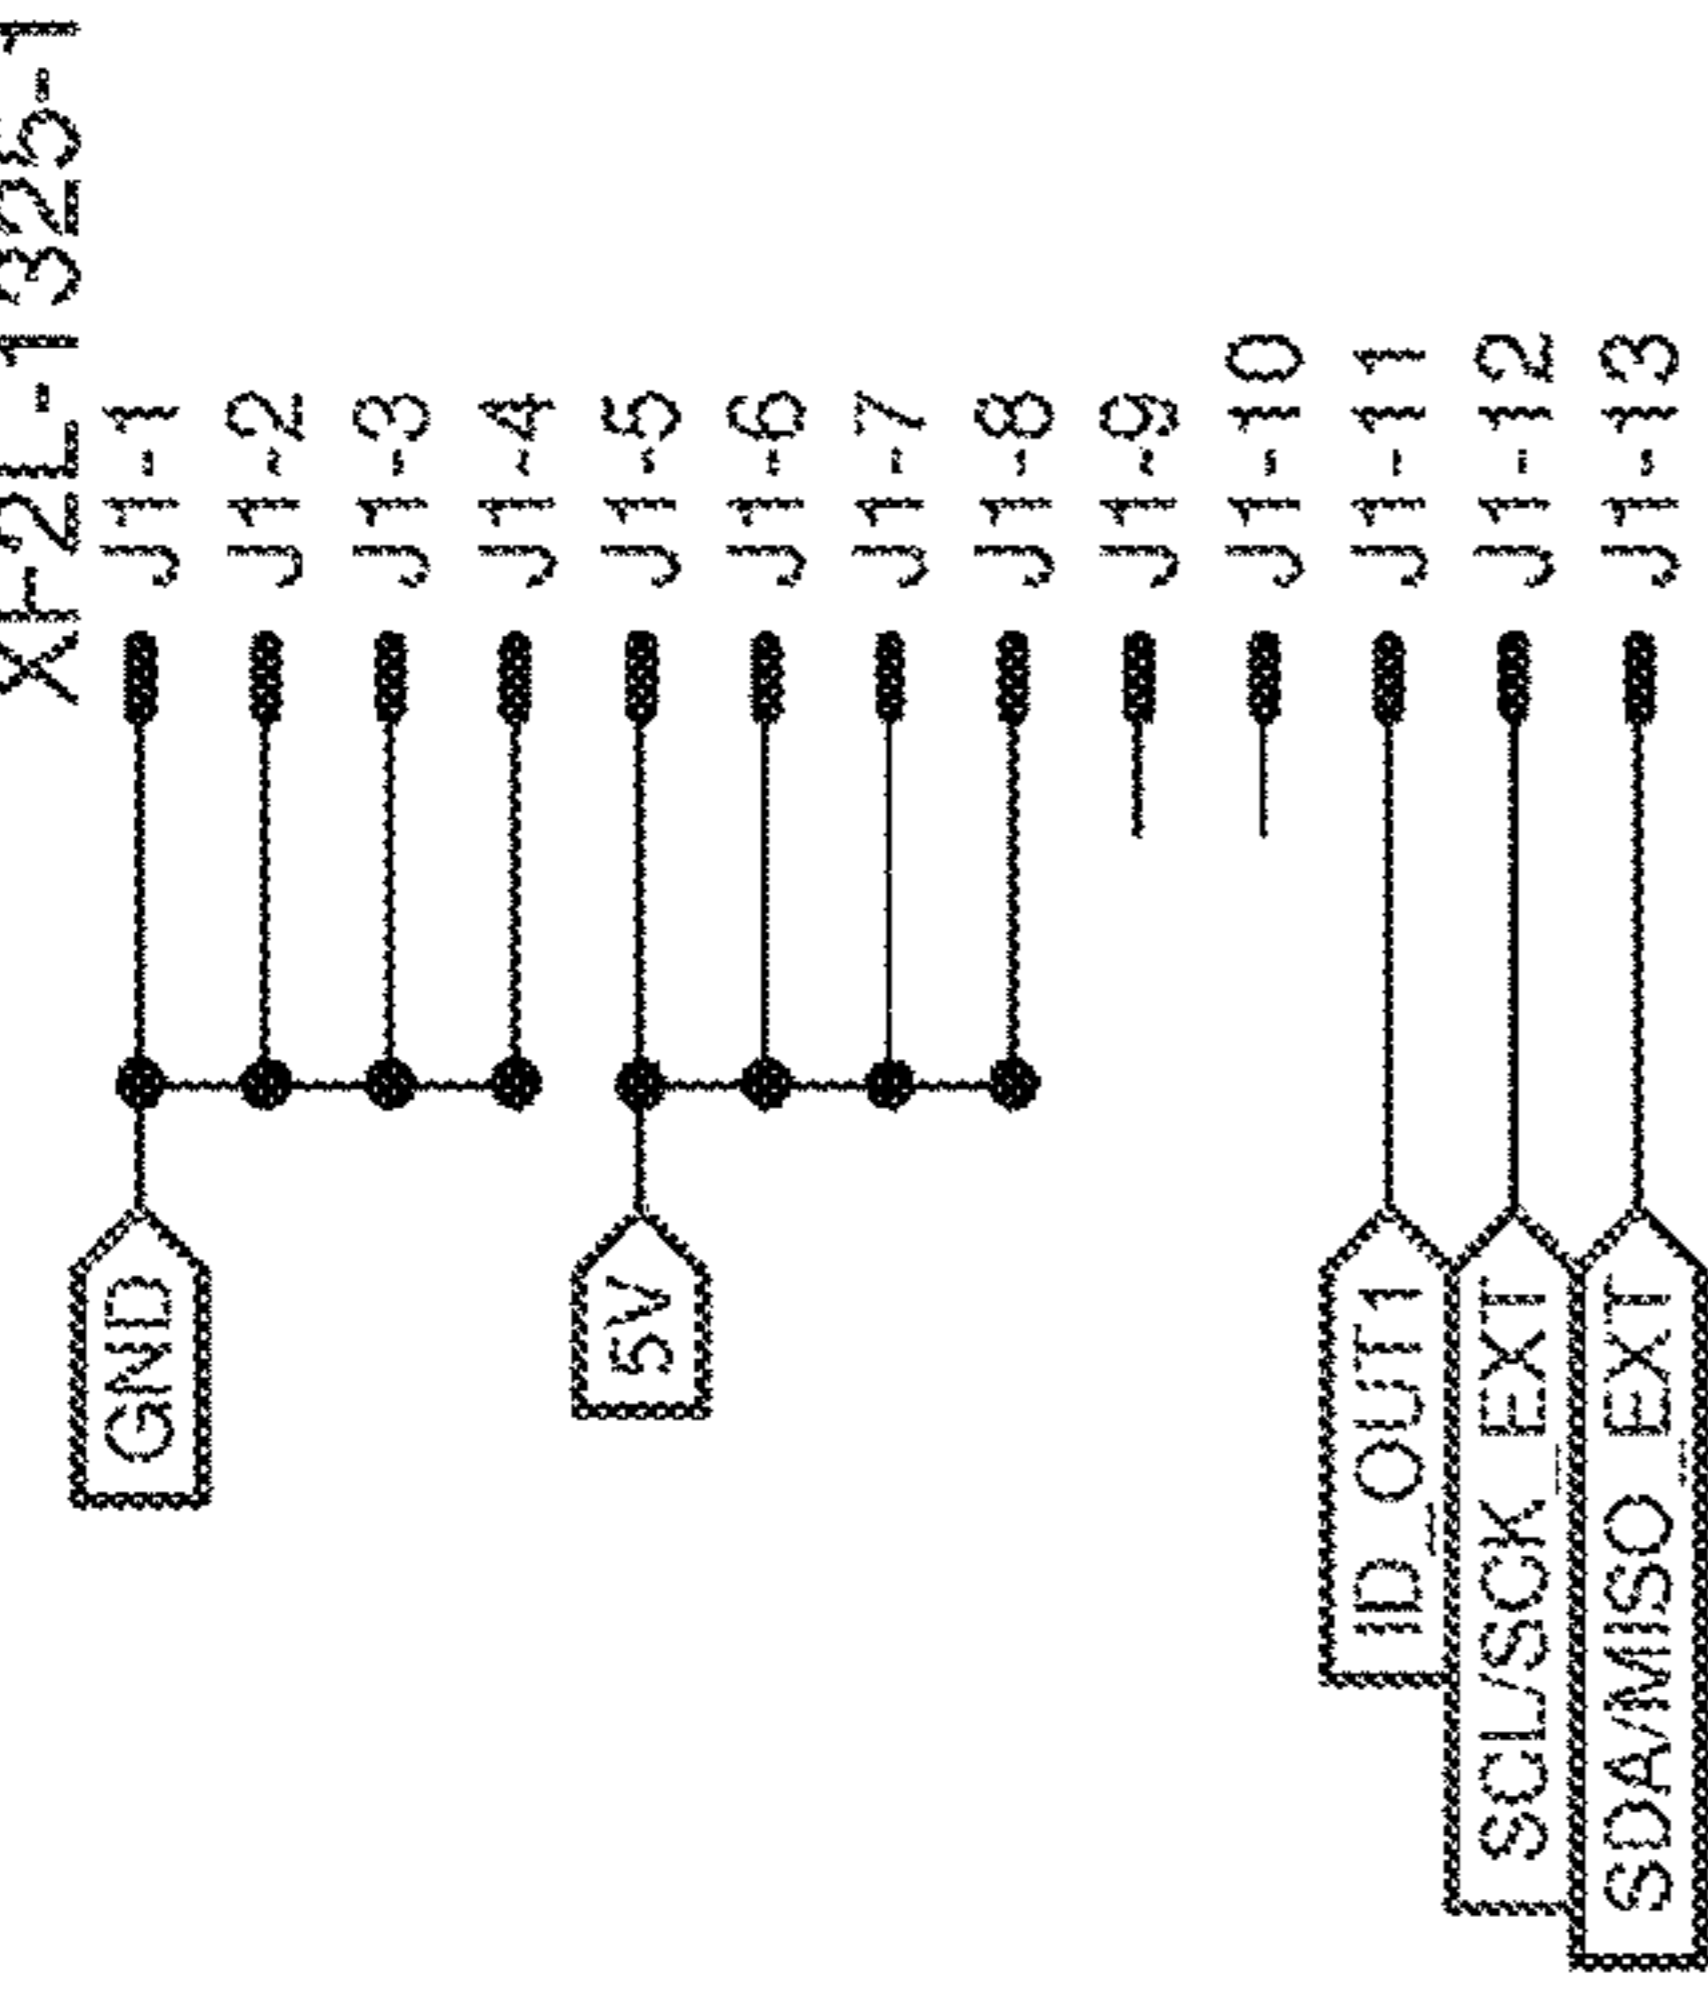 XF2L-1325-1
GND J1-1
J1-2
J1-3
J1-4
5V J1-5
J1-6
J1-7
J1-8
J1-9
J1-10
ID_OUT1 J1-11
SCL/SCK_EXT J1-12
SDA/MISO_EXT J1-13